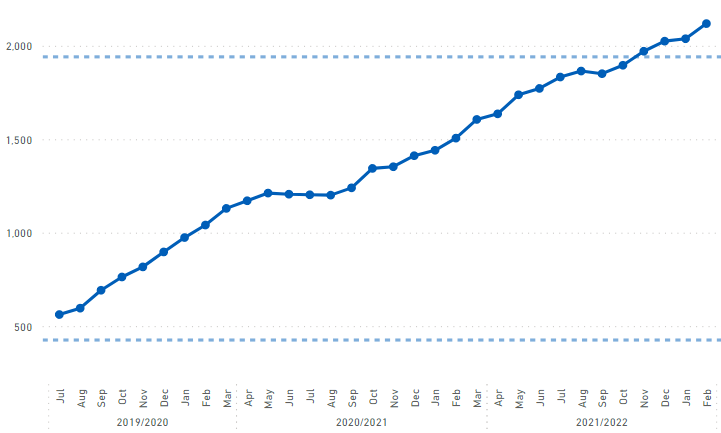 2,000
1,500
1,000
500
Jul Aug Sep Oct Nov Dec Jan Feb Mar Apr May Jun Jul Aug Sep Oct Nov Dec Jan Feb Mar Apr May Jun Jul Aug Sep Oct Nov Dec Jan Feb
2019/2020 2020/2021 2021/2022